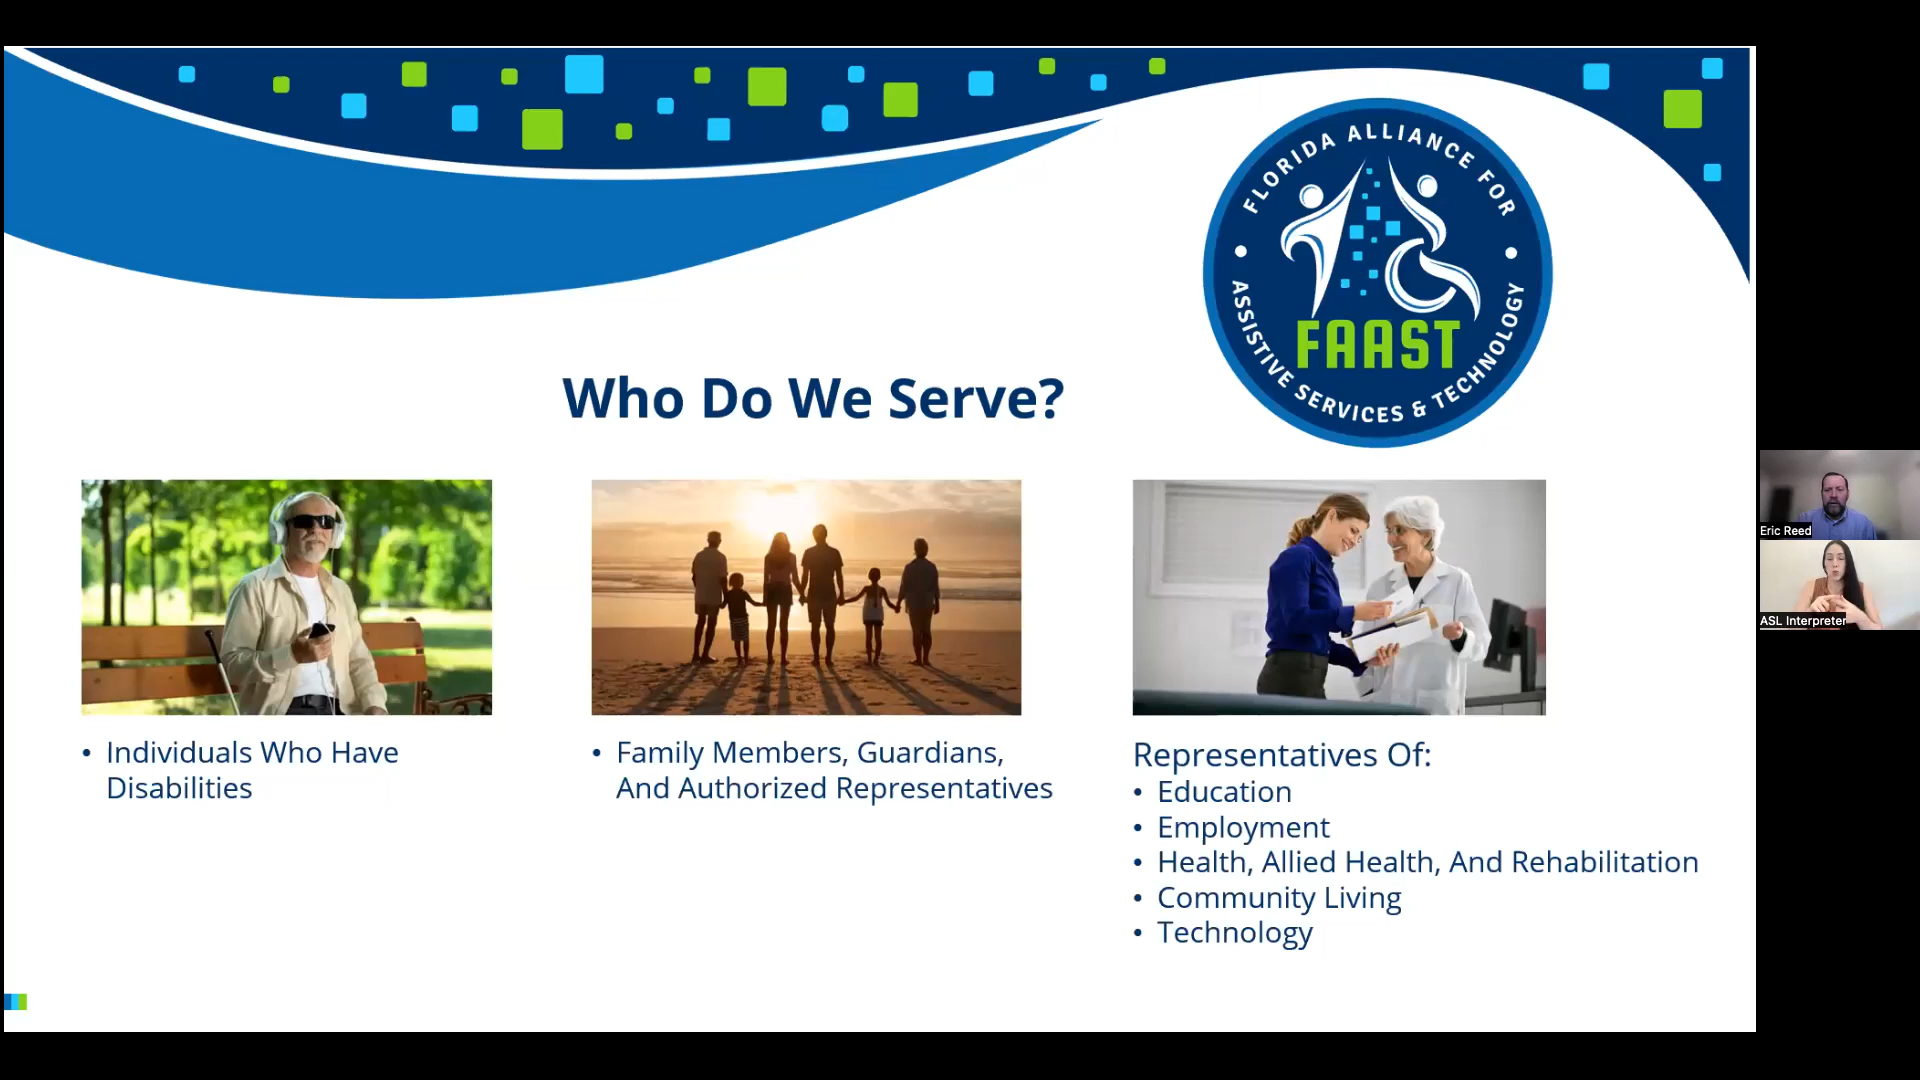 FLORIDA ALLIANCE FOR
ASSISTIVE SERVICES & TECHNOLOGY
FAAST
Who Do We Serve?
• Individuals Who Have
Disabilities
• Family Members, Guardians,
And Authorized Representatives
Representatives Of:
• Education
• Employment
• Health, Allied Health, And Rehabilitation
• Community Living
• Technology
Eric Reed
ASL Interpreter